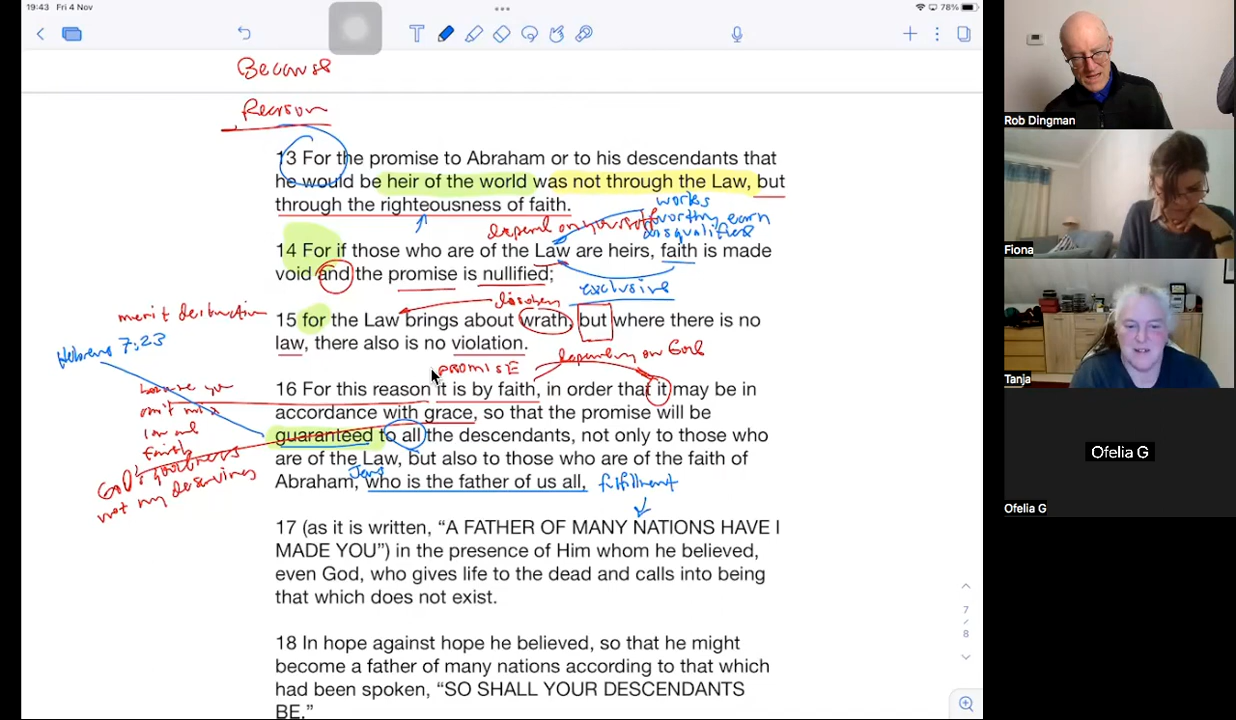 19:43 Fri 4 Nov
78%
Because
Reason
13 For the promise to Abraham or to his descendants that
he would be heir of the world was not through the Law, but
through the righteousness of faith.
works
worthy earn
disqualified
depend on yourself
14 For if those who are of the Law are heirs, faith is made
void and the promise is nullified;
exclusive
disobey
merit destruction
15 for the Law brings about wrath, but where there is no
law, there also is no violation.
Hebrews 7:23
PROMISE
depending on God
16 For this reason it is by faith, in order that it may be in
accordance with grace, so that the promise will be
guaranteed to all the descendants, not only to those who
are of the Law, but also to those who are of the faith of
Abraham, who is the father of us all,
because you
law and
faith
God's goodness
not my deservings
Jews
fulfillment
17 (as it is written, “A FATHER OF MANY NATIONS HAVE I
MADE YOU”) in the presence of Him whom he believed,
even God, who gives life to the dead and calls into being
that which does not exist.
18 In hope against hope he believed, so that he might
become a father of many nations according to that which
had been spoken, “SO SHALL YOUR DESCENDANTS
BE.”
7
/
8
Rob Dingman
Fiona
Tanja
Ofelia G
Ofelia G